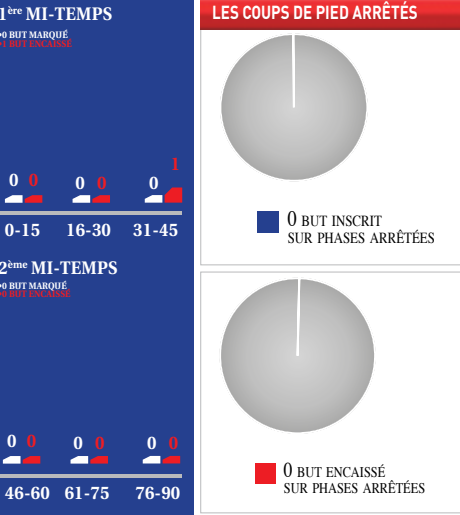 1ère MI-TEMPS
•0 BUT MARQUÉ
•1 BUT ENCAISSÉ
1
0 0 0 0 0
0-15 16-30 31-45
2ème MI-TEMPS
•0 BUT MARQUÉ
•0 BUT ENCAISSÉ
0 0 0 0 0 0
46-60 61-75 76-90
LES COUPS DE PIED ARRÊTÉS
0 BUT INSCRIT
SUR PHASES ARRÊTÉES
0 BUT ENCAISSÉ
SUR PHASES ARRÊTÉES